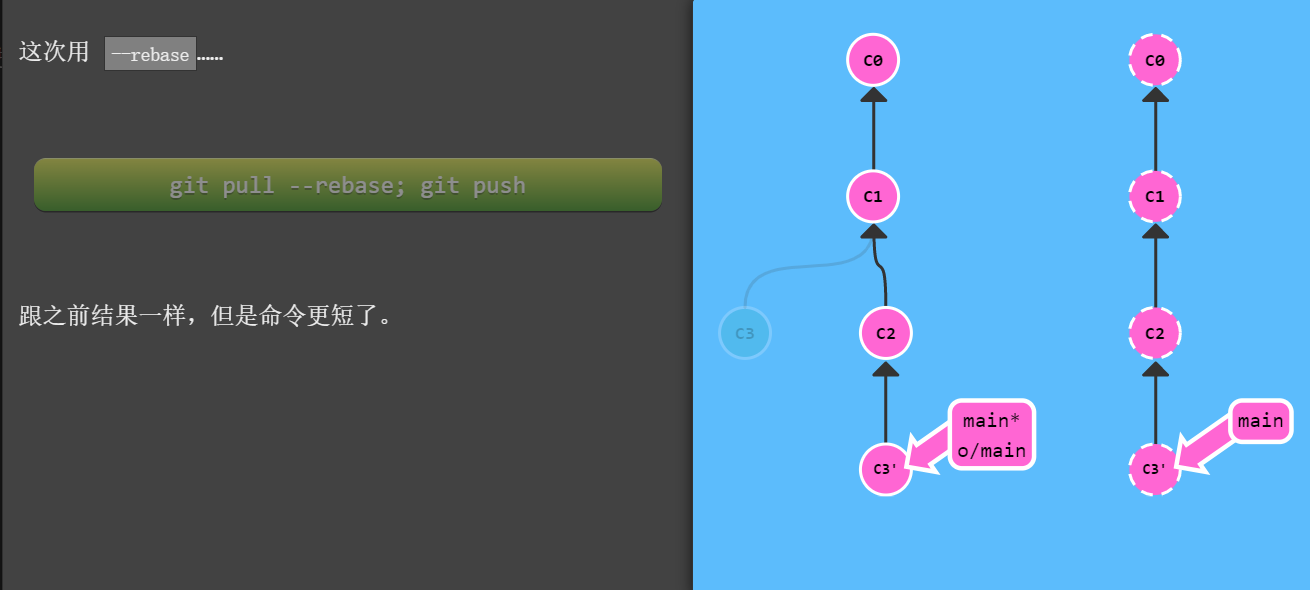 这次用 --rebase……
git pull --rebase; git push
跟之前结果一样，但是命令更短了。
C0
C1
C3
C2
C3'
main*
o/main
C0
C1
C2
C3'
main